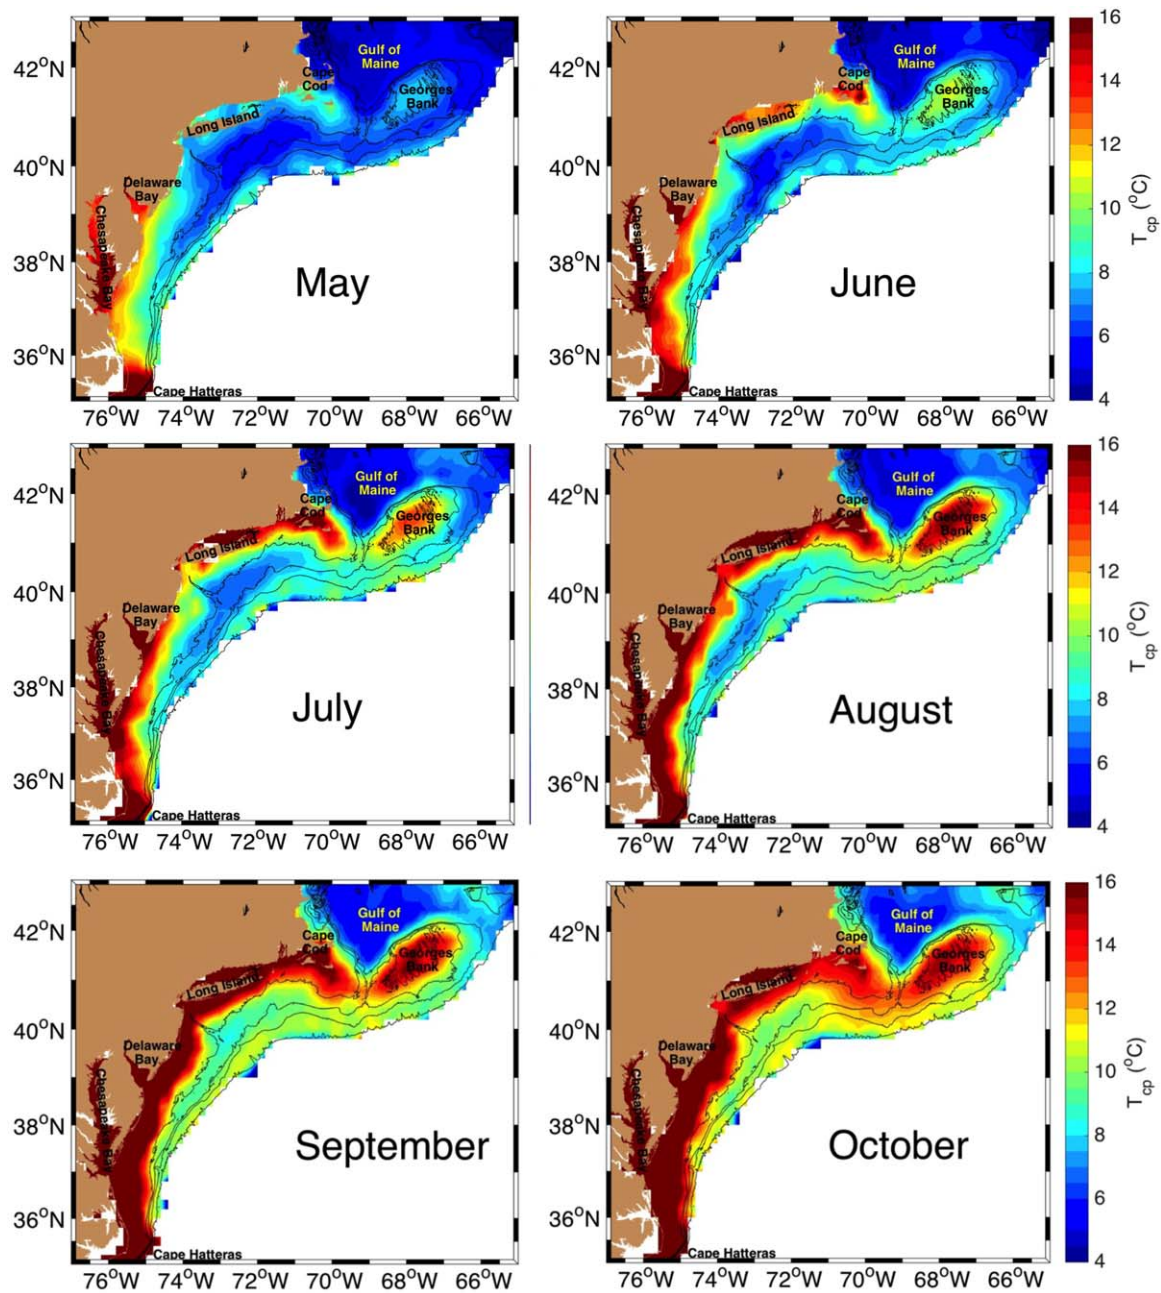 42°N
40°N
38°N
36°N
76°W 74°W 72°W 70°W 68°W 66°W
Gulf of
Maine
Cape
Cod
Georges
Bank
Long Island
Delaware
Bay
Chesapeake Bay
Cape Hatteras
May
42°N
40°N
38°N
36°N
76°W 74°W 72°W 70°W 68°W 66°W
Gulf of
Maine
Cape
Cod
Georges
Bank
Long Island
Delaware
Bay
Chesapeake Bay
Cape Hatteras
June
16
14
12
10
8
6
4
Tcp (°C)
42°N
40°N
38°N
36°N
76°W 74°W 72°W 70°W 68°W 66°W
Gulf of
Maine
Cape
Cod
Georges
Bank
Long Island
Delaware
Bay
Chesapeake Bay
Cape Hatteras
July
42°N
40°N
38°N
36°N
76°W 74°W 72°W 70°W 68°W 66°W
Gulf of
Maine
Cape
Cod
Georges
Bank
Long Island
Delaware
Bay
Chesapeake Bay
Cape Hatteras
August
16
14
12
10
8
6
4
Tcp (°C)
42°N
40°N
38°N
36°N
76°W 74°W 72°W 70°W 68°W 66°W
Gulf of
Maine
Cape
Cod
Georges
Bank
Long Island
Delaware
Bay
Chesapeake Bay
Cape Hatteras
September
42°N
40°N
38°N
36°N
76°W 74°W 72°W 70°W 68°W 66°W
Gulf of
Maine
Cape
Cod
Georges
Bank
Long Island
Delaware
Bay
Chesapeake Bay
Cape Hatteras
October
16
14
12
10
8
6
4
Tcp (°C)